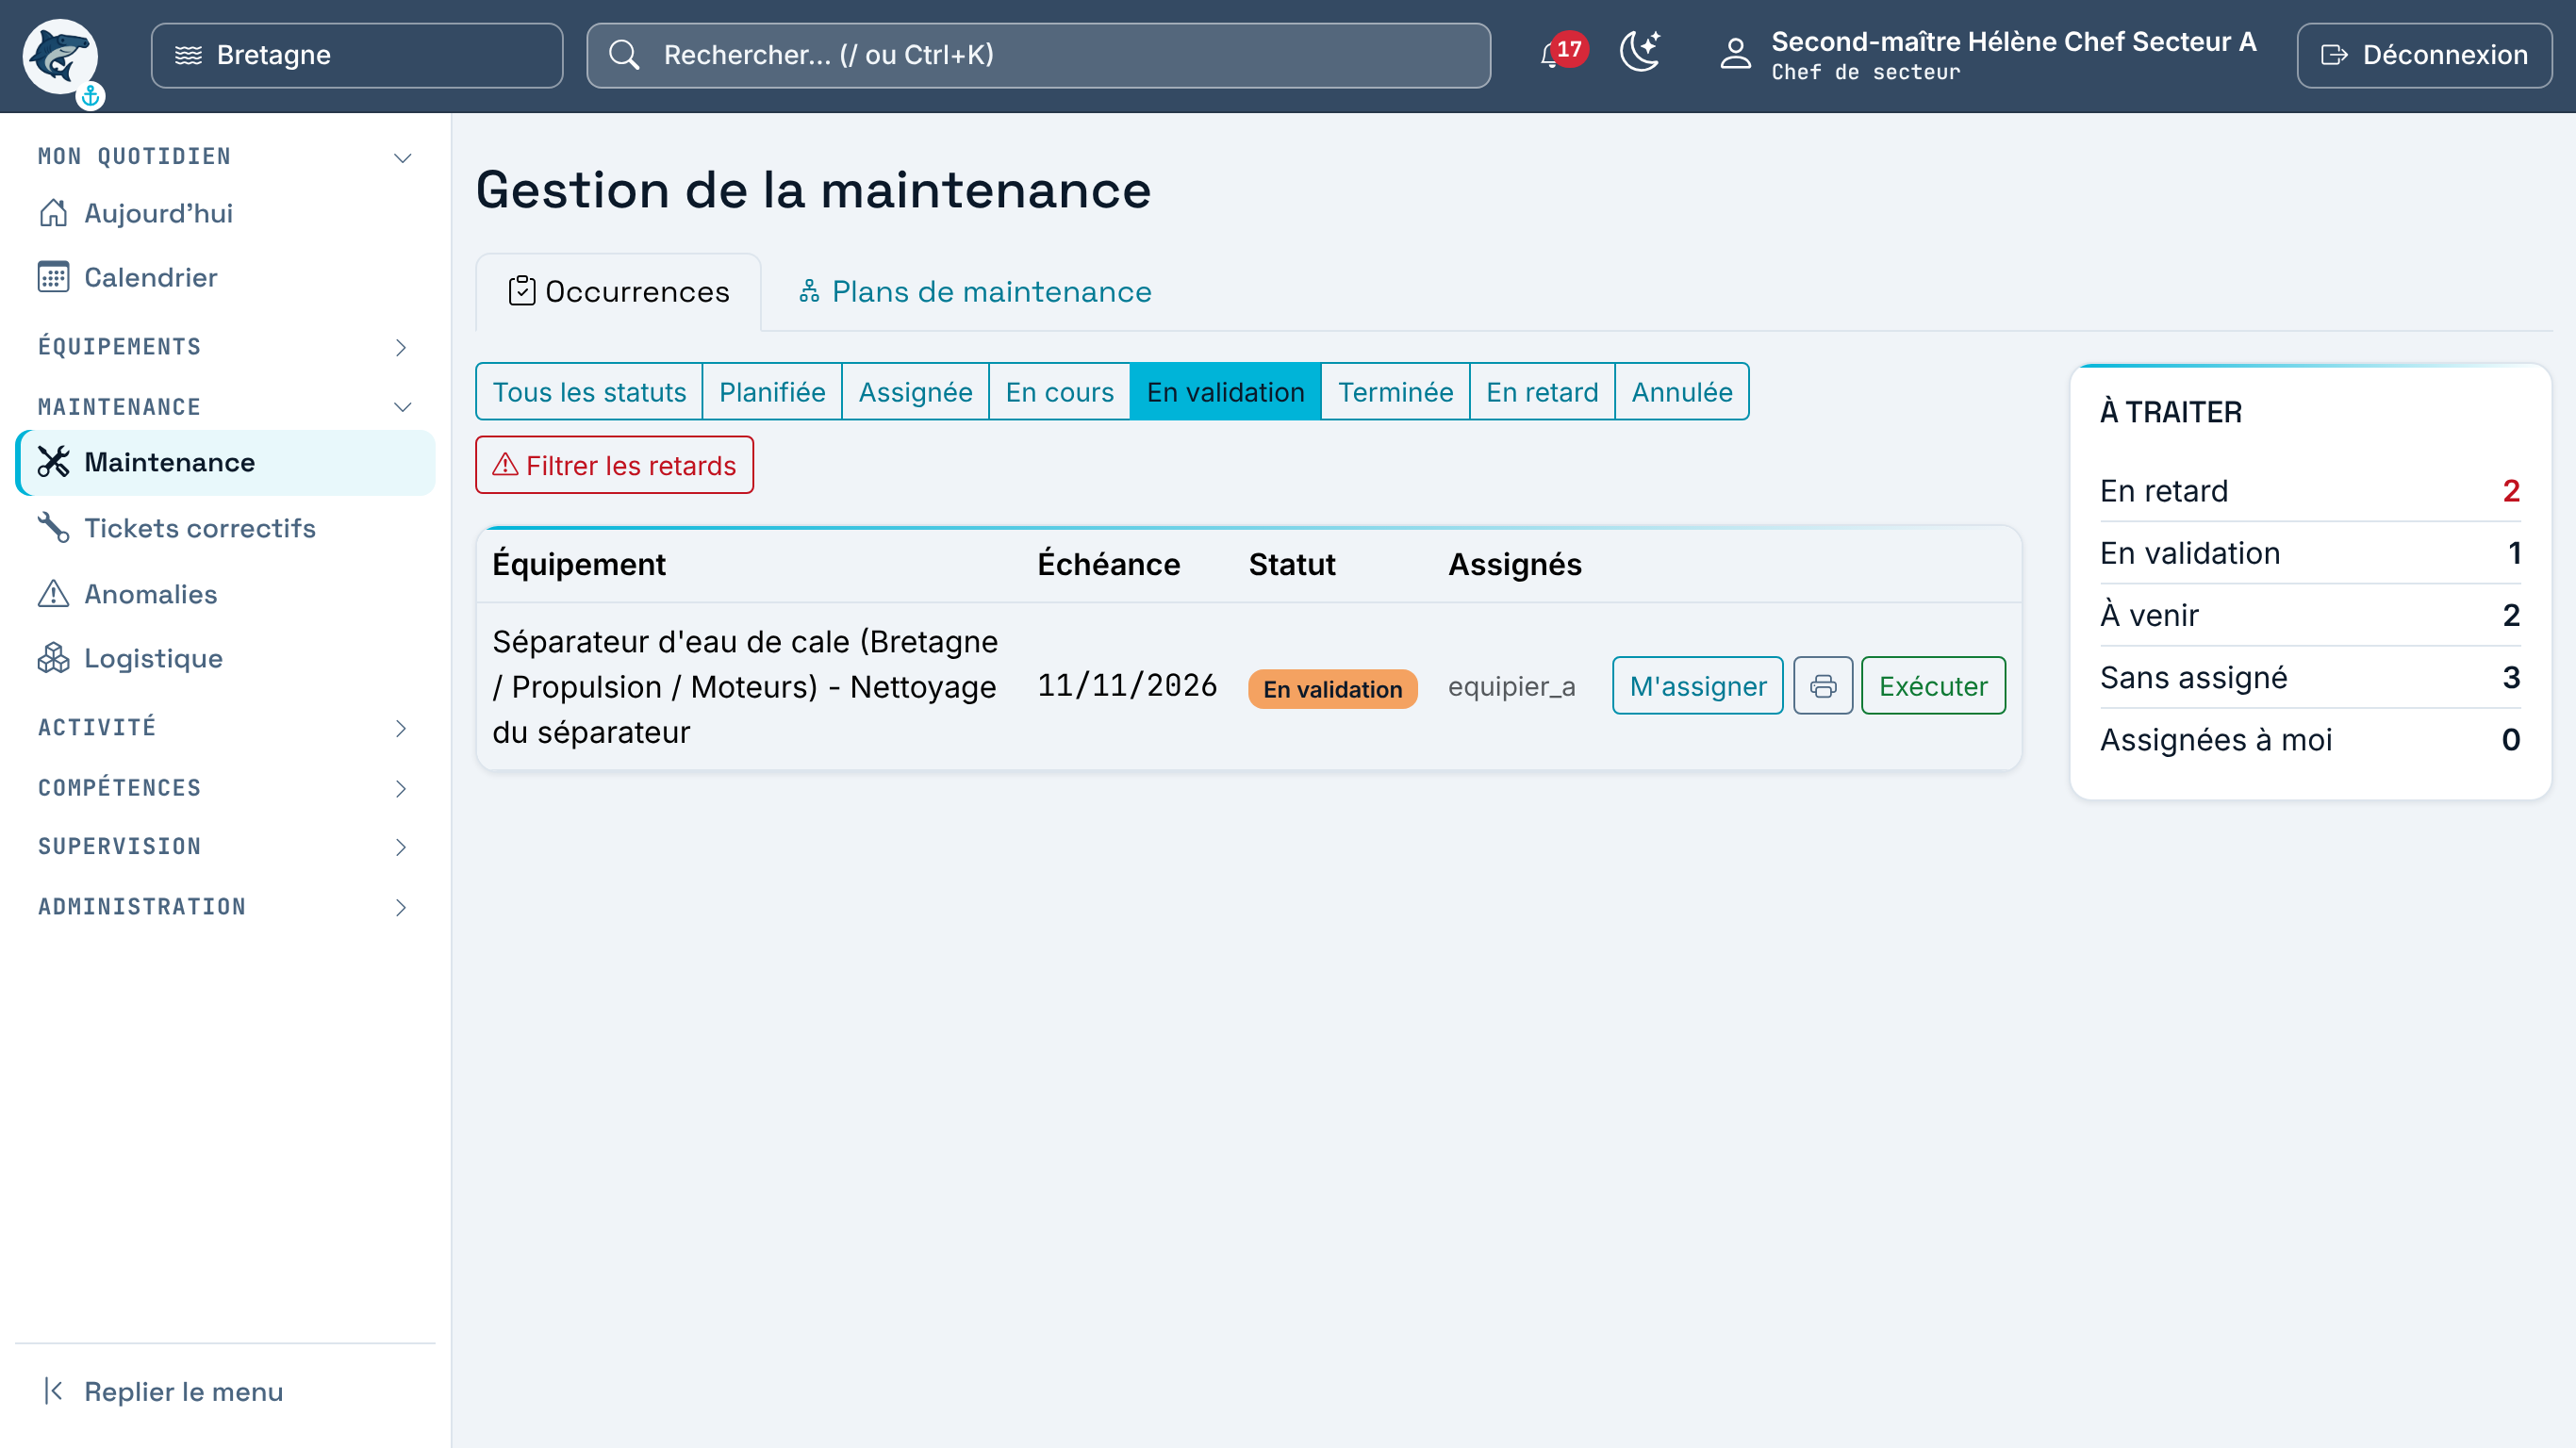 Bretagne
Rechercher... (/ ou Ctrl+K)
17
Second-maître Hélène Chef Secteur A
Chef de secteur
Déconnexion
MON QUOTIDIEN
Aujourd'hui
Calendrier
ÉQUIPEMENTS
MAINTENANCE
Maintenance
Tickets correctifs
Anomalies
Logistique
ACTIVITÉ
COMPÉTENCES
SUPERVISION
ADMINISTRATION
Replier le menu
Gestion de la maintenance
Occurrences
Plans de maintenance
Tous les statuts
Planifiée
Assignée
En cours
En validation
Terminée
En retard
Annulée
Filtrer les retards
Équipement Échéance Statut Assignés
Séparateur d'eau de cale (Bretagne
/ Propulsion / Moteurs) - Nettoyage
du séparateur
11/11/2026
En validation
equipier_a
M'assigner
Exécuter
À TRAITER
En retard 2
En validation 1
À venir 2
Sans assigné 3
Assignées à moi 0